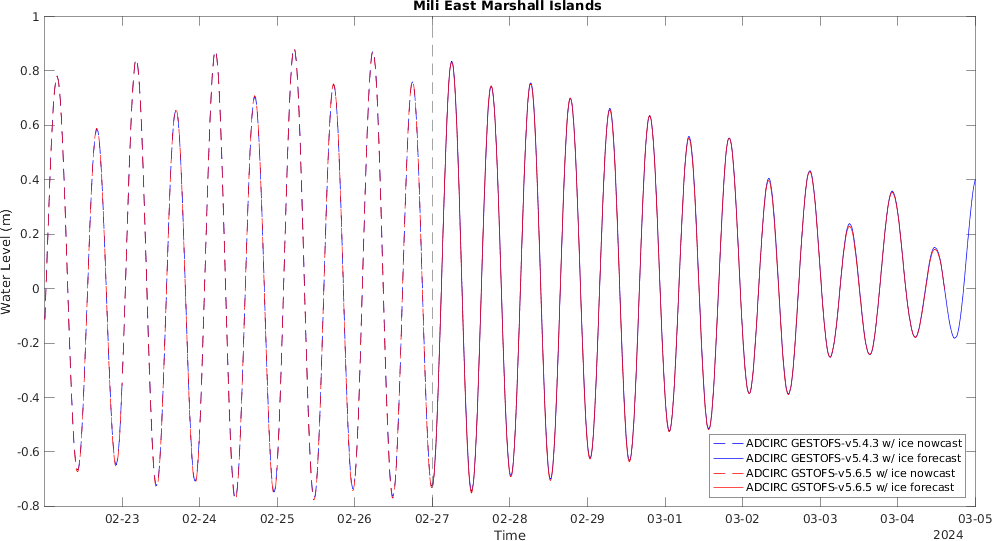 Mili East Marshall Islands
Water Level (m)
1
0.8
0.6
0.4
0.2
0
-0.2
-0.4
-0.6
-0.8
ADCIRC GESTOFS-v5.4.3 w/ ice nowcast
ADCIRC GESTOFS-v5.4.3 w/ ice forecast
ADCIRC GSTOFS-v5.6.5 w/ ice nowcast
ADCIRC GSTOFS-v5.6.5 w/ ice forecast
02-23 02-24 02-25 02-26 02-27 02-28 02-29 03-01 03-02 03-03 03-04 03-05
Time
2024